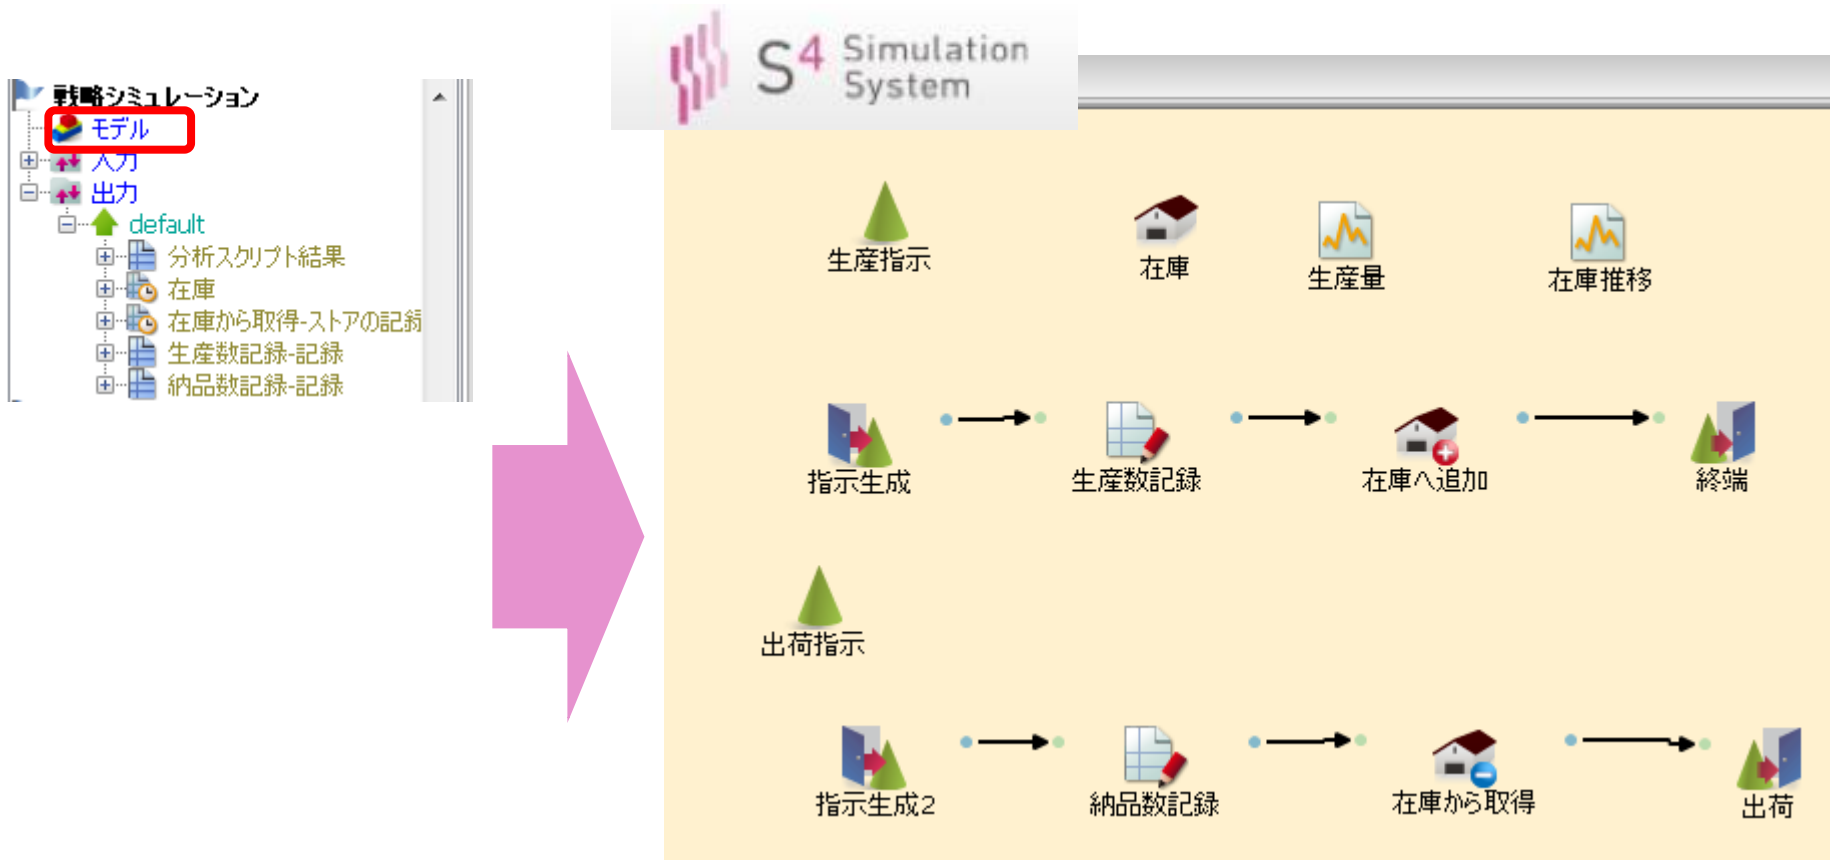 戦略シミュレーション
モデル
入力
出力
default
分析スクリプト結果
在庫
在庫から取得-ストアの記録
生産数記録-記録
納品数記録-記録
S4 Simulation
System
生産指示
在庫
生産量
在庫推移
指示生成
生産数記録
在庫へ追加
終端
出荷指示
指示生成2
納品数記録
在庫から取得
出荷